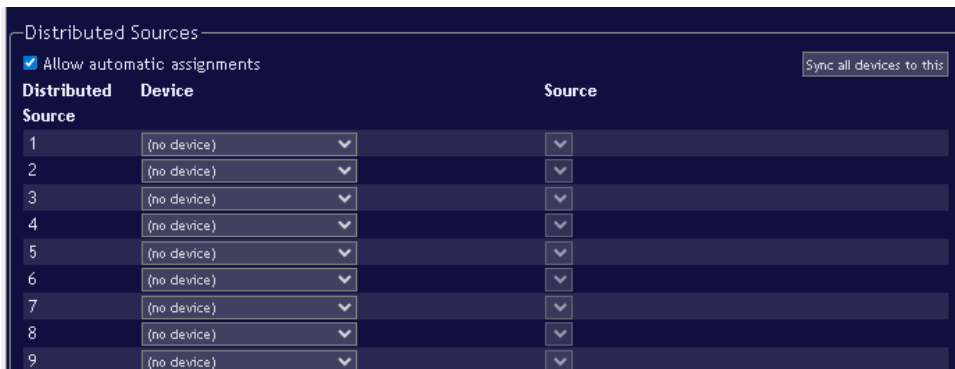 Distributed Sources
Allow automatic assignments Sync all devices to this
Distributed Source Device Source
1 (no device)
2 (no device)
3 (no device)
4 (no device)
5 (no device)
6 (no device)
7 (no device)
8 (no device)
9 (no device)